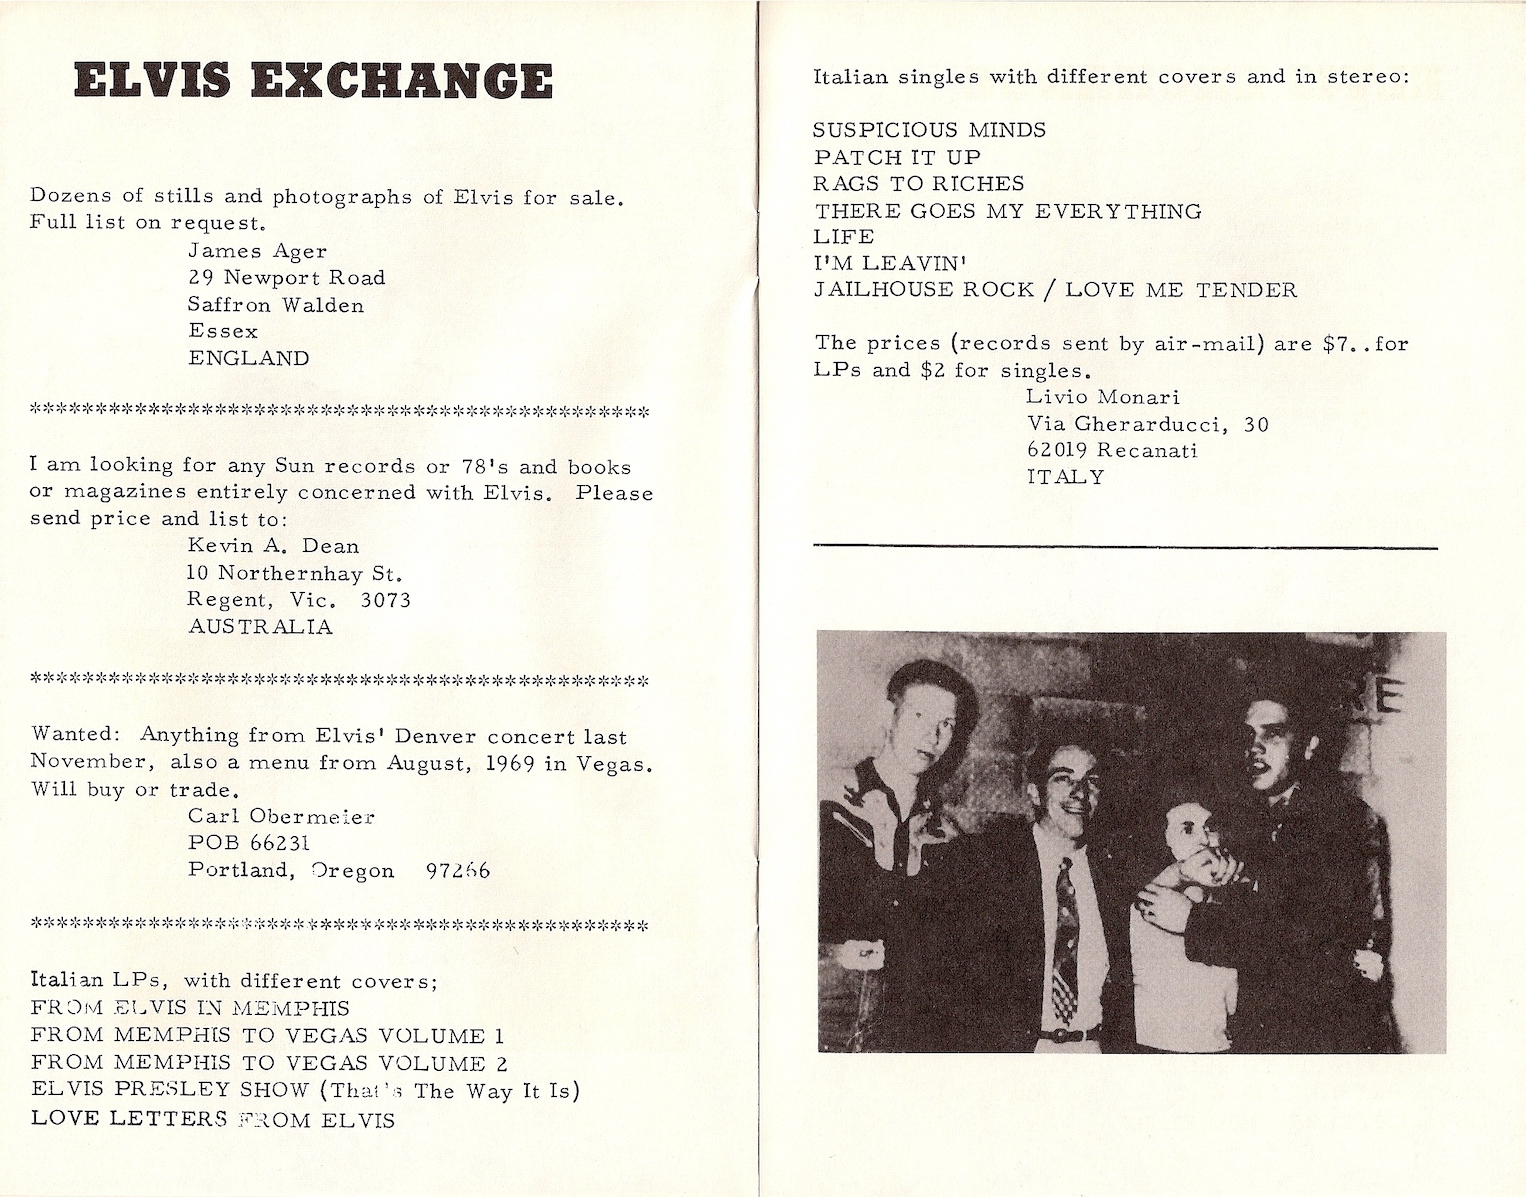 ELVIS EXCHANGE
Dozens of stills and photographs of Elvis for sale.
Full list on request.
James Ager
29 Newport Road
Saffron Walden
Essex
ENGLAND
***********************************************
I am looking for any Sun records or 78's and books
or magazines entirely concerned with Elvis. Please
send price and list to:
Kevin A. Dean
10 Northernhay St.
Regent, Vic. 3073
AUSTRALIA
***********************************************
Wanted: Anything from Elvis' Denver concert last
November, also a menu from August, 1969 in Vegas.
Will buy or trade.
Carl Obermeier
POB 66231
Portland, Oregon 97266
***********************************************
Italian LPs, with different covers;
FROM ELVIS IN MEMPHIS
FROM MEMPHIS TO VEGAS VOLUME 1
FROM MEMPHIS TO VEGAS VOLUME 2
ELVIS PRESLEY SHOW (That's The Way It Is)
LOVE LETTERS FROM ELVIS
Italian singles with different covers and in stereo:
SUSPICIOUS MINDS
PATCH IT UP
RAGS TO RICHES
THERE GOES MY EVERYTHING
LIFE
I'M LEAVIN'
JAILHOUSE ROCK / LOVE ME TENDER
The prices (records sent by air-mail) are $7. . for
LPs and $2 for singles.
Livio Monari
Via Gherarducci, 30
62019 Recanati
ITALY
RE